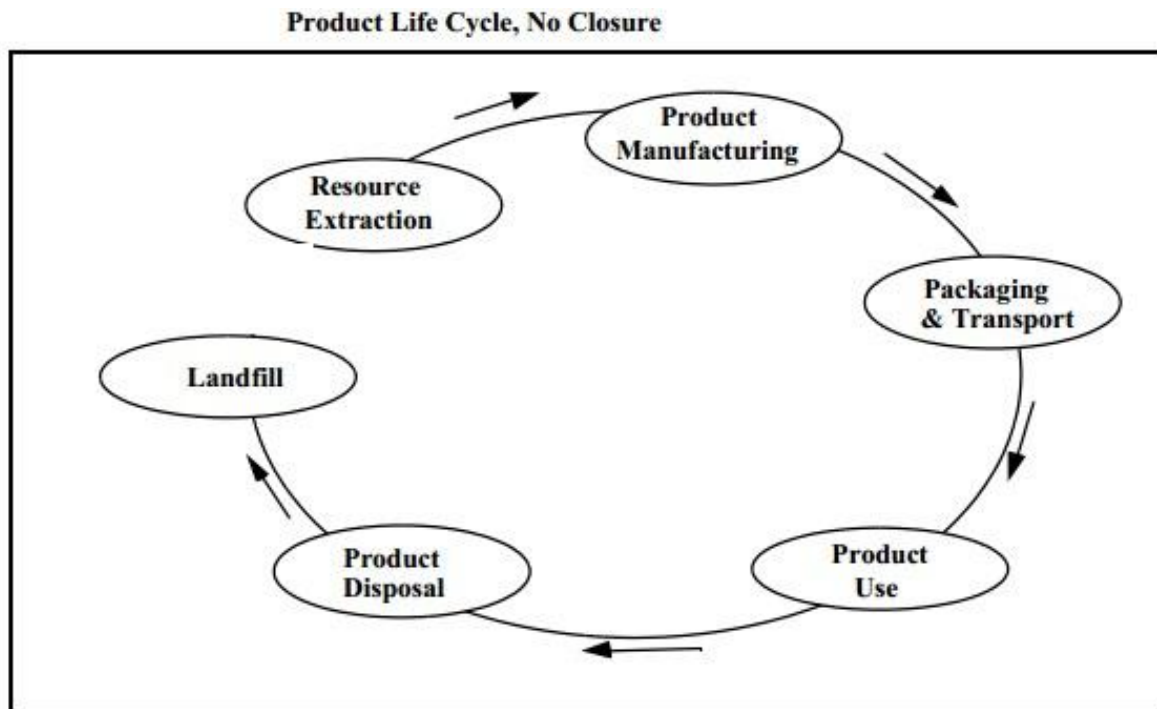 Product Life Cycle, No Closure
Product
Manufacturing
Resource
Extraction
Packaging
& Transport
Landfill
Product
Disposal
Product
Use